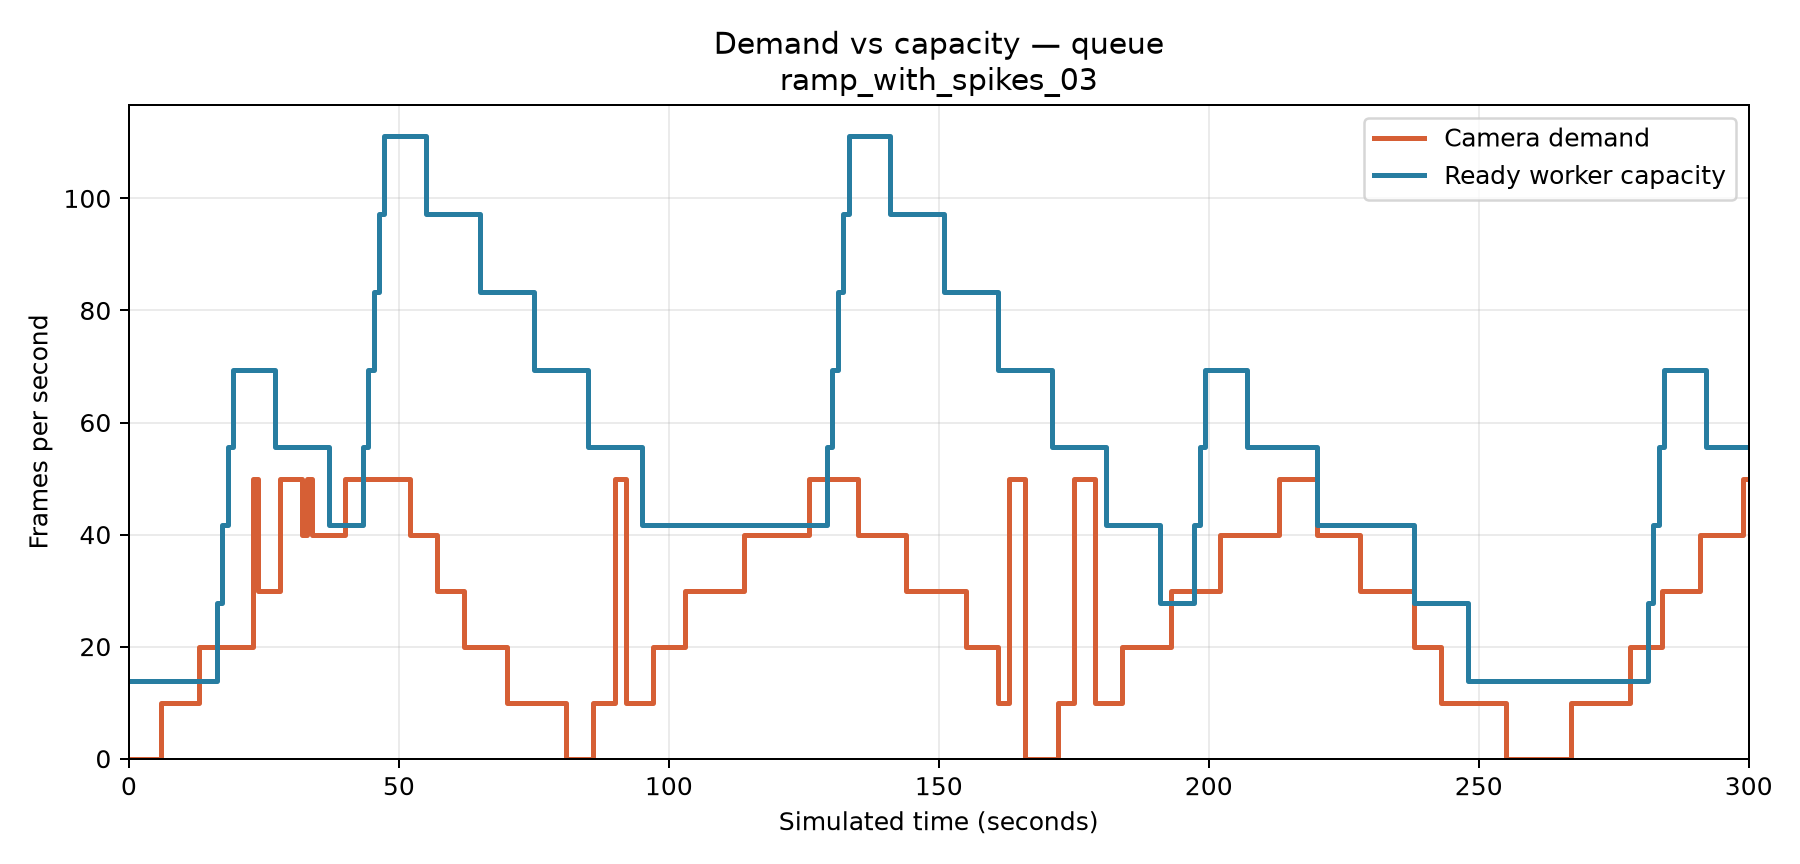 Demand vs capacity — queue
ramp_with_spikes_03
Camera demand
Ready worker capacity
Frames per second
100
80
60
40
20
0
0
50
100
150
200
250
300
Simulated time (seconds)